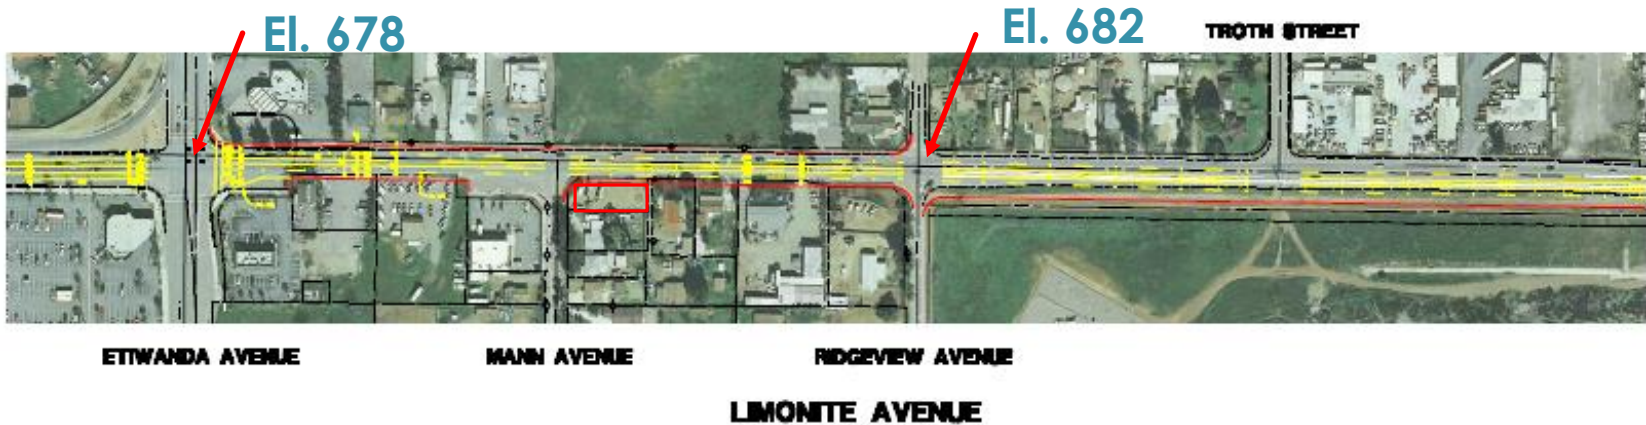 El. 678
El. 682
TROTH STREET
ETIWANDA AVENUE
MANN AVENUE
RIDGEVIEW AVENUE
LIMONITE AVENUE